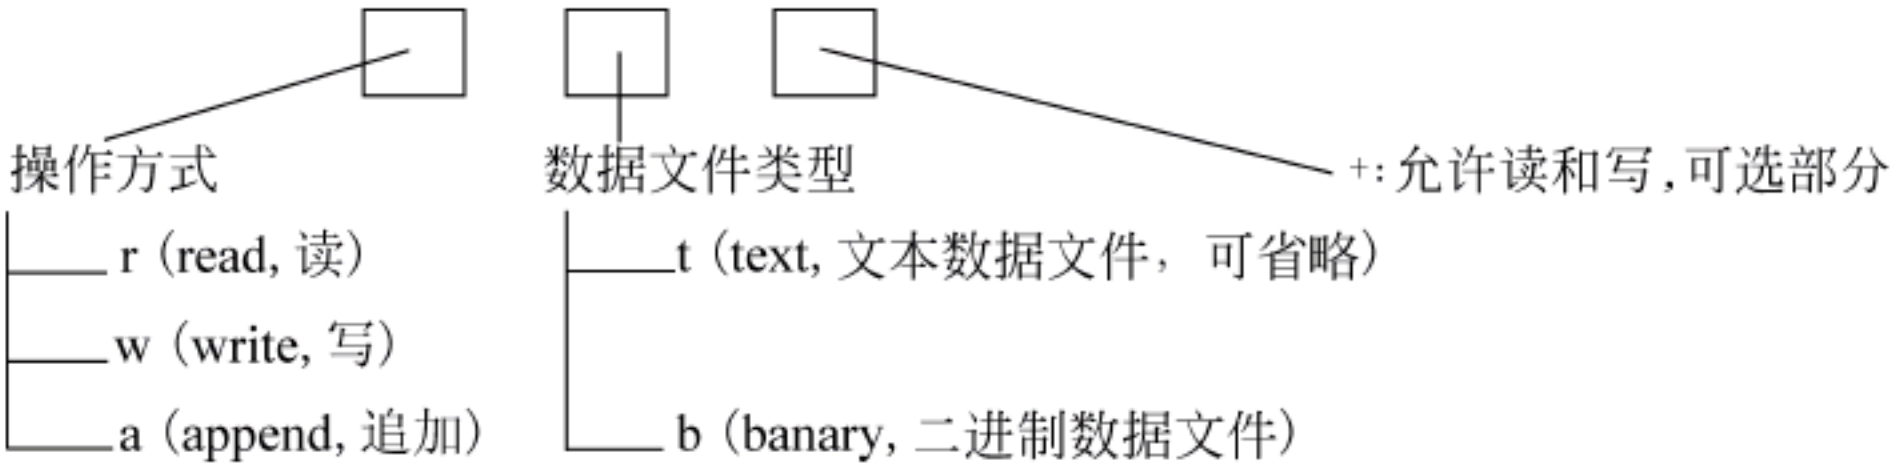 操作方式 数据文件类型 +:允许读和写,可选部分
r (read, 读) t (text, 文本数据文件，可省略)
w (write, 写)
a (append, 追加) b (banary, 二进制数据文件)